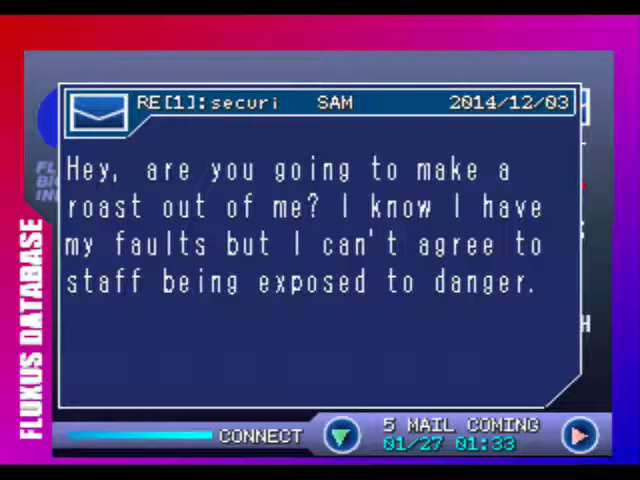 RE[1]:securi SAM 2014/12/03
Hey, are you going to make a
roast out of me? I know I have
my faults but I can't agree to
staff being exposed to danger.
FLUXUS DATABASE
CONNECT
5 MAIL COMING
01/27 01:33